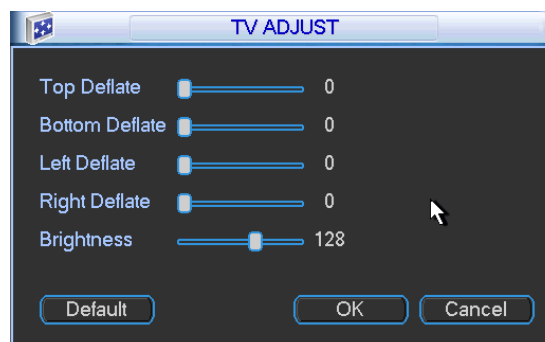 TV ADJUST
Top Deflate 0
Bottom Deflate 0
Left Deflate 0
Right Deflate 0
Brightness 128
Default OK Cancel